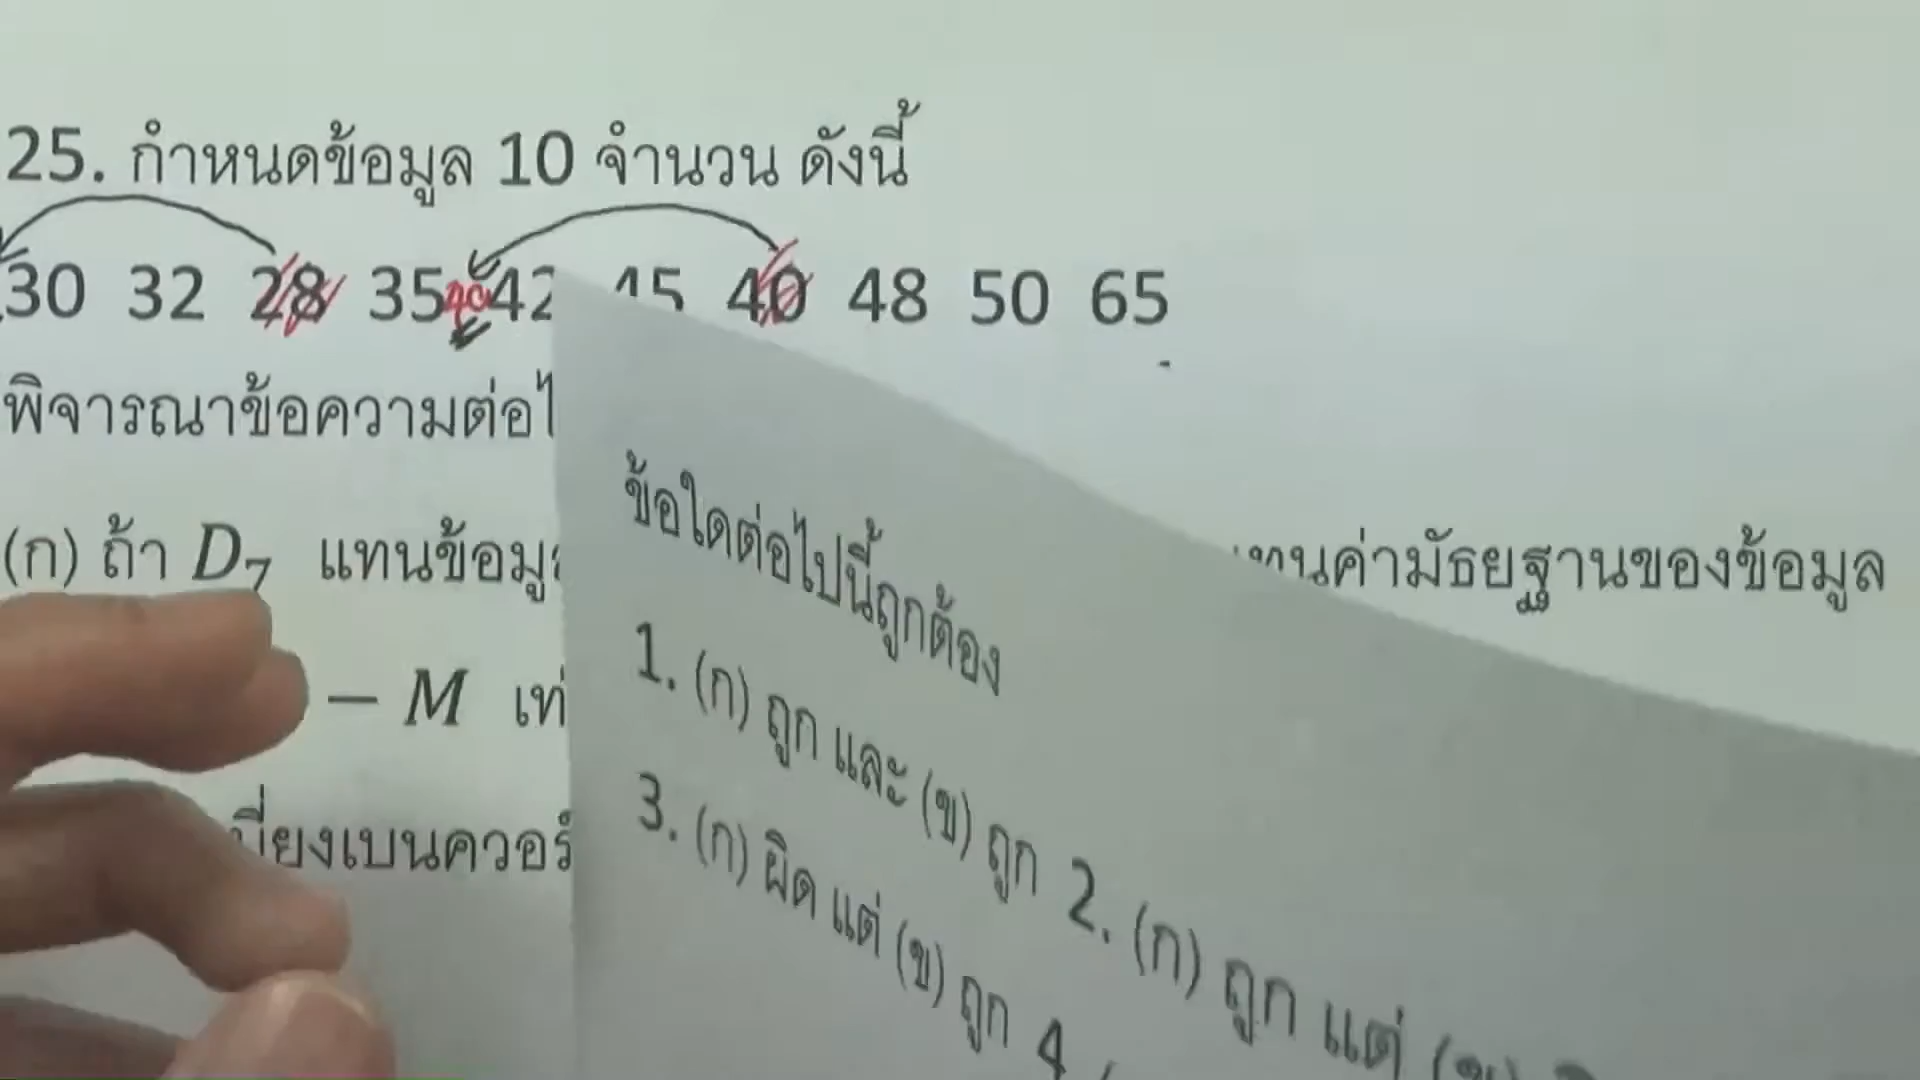 25. กำหนดข้อมูล 10 จำนวน ดังนี้
30 32 28 35 40 42 45 40 48 50 65
พิจารณาข้อความต่อไ
(ก) ถ้า D₇ แทนข้อมูล แทนค่ามัธยฐานของข้อมูล
− M เท่
เบี่ยงเบนควอร์
ข้อใดต่อไปนี้ถูกต้อง
1. (ก) ถูก และ (ข) ถูก 2. (ก) ถูก แต่ (ข)
3. (ก) ผิด แต่ (ข) ถูก 4